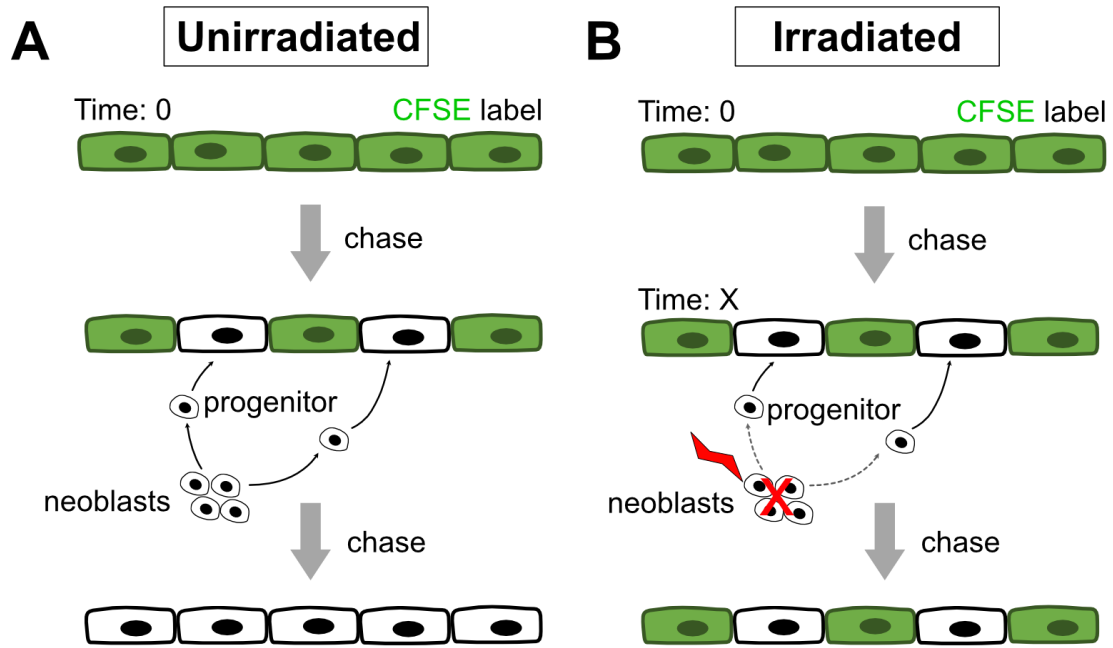 A
Unirradiated
Time: 0
CFSE label
chase
progenitor
neoblasts
chase
B
Irradiated
Time: 0
CFSE label
chase
Time: X
progenitor
neoblasts
X
chase